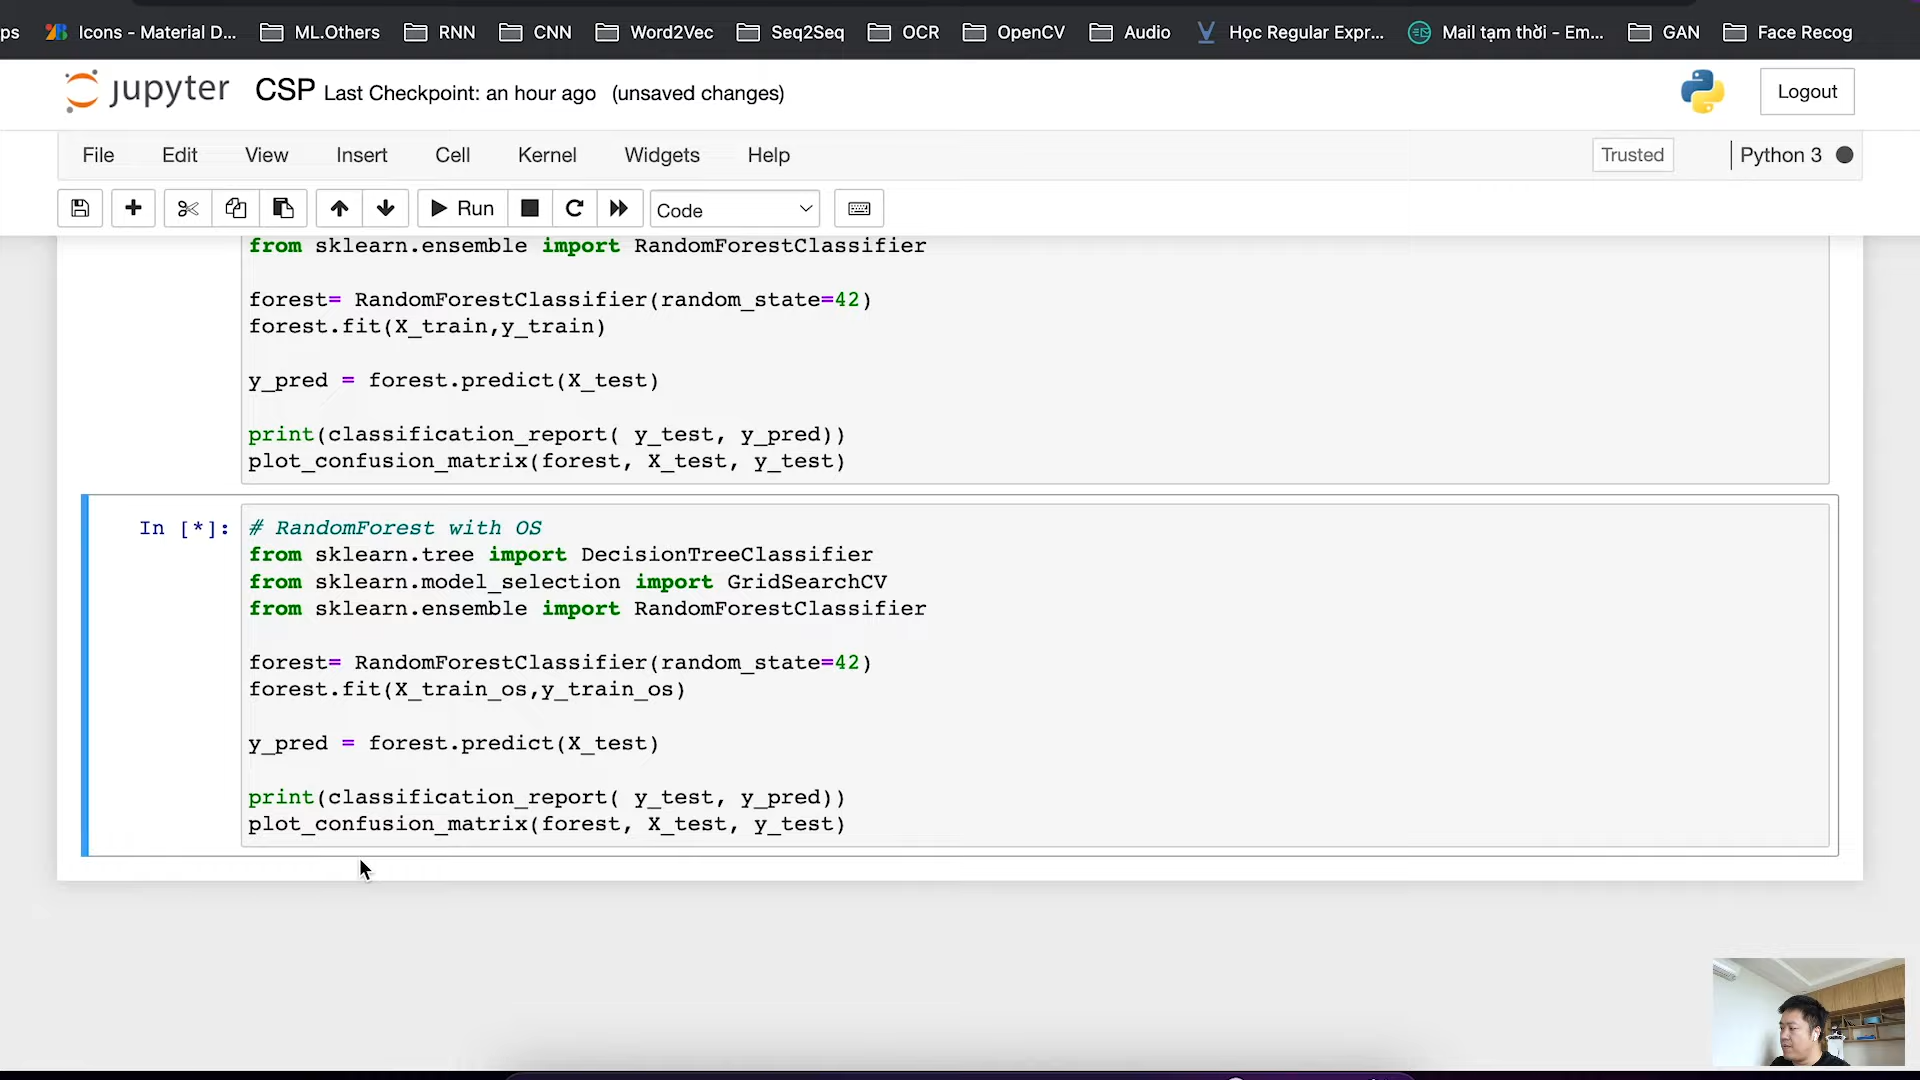 ps Icons - Material D... ML.Others RNN CNN Word2Vec Seq2Seq OCR OpenCV Audio Học Regular Expr... Mail tạm thời - Em... GAN Face Recog
jupyter CSP Last Checkpoint: an hour ago (unsaved changes) Logout
File Edit View Insert Cell Kernel Widgets Help Trusted Python 3
Run Code
from sklearn.ensemble import RandomForestClassifier
forest= RandomForestClassifier(random_state=42)
forest.fit(X_train,y_train)
y_pred = forest.predict(X_test)
print(classification_report( y_test, y_pred))
plot_confusion_matrix(forest, X_test, y_test)
In [*]: # RandomForest with OS
from sklearn.tree import DecisionTreeClassifier
from sklearn.model_selection import GridSearchCV
from sklearn.ensemble import RandomForestClassifier
forest= RandomForestClassifier(random_state=42)
forest.fit(X_train_os,y_train_os)
y_pred = forest.predict(X_test)
print(classification_report( y_test, y_pred))
plot_confusion_matrix(forest, X_test, y_test)